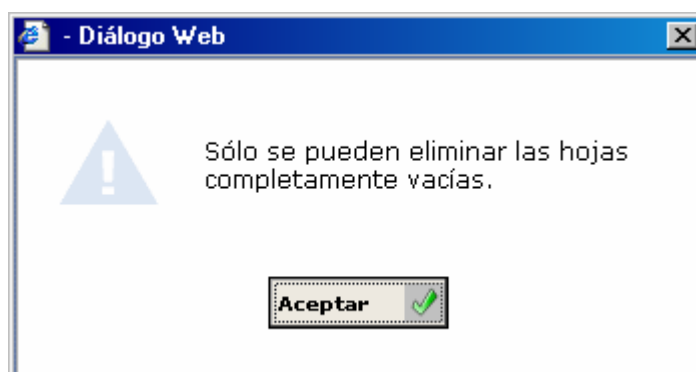 - Diálogo Web
Sólo se pueden eliminar las hojas
completamente vacías.
Aceptar